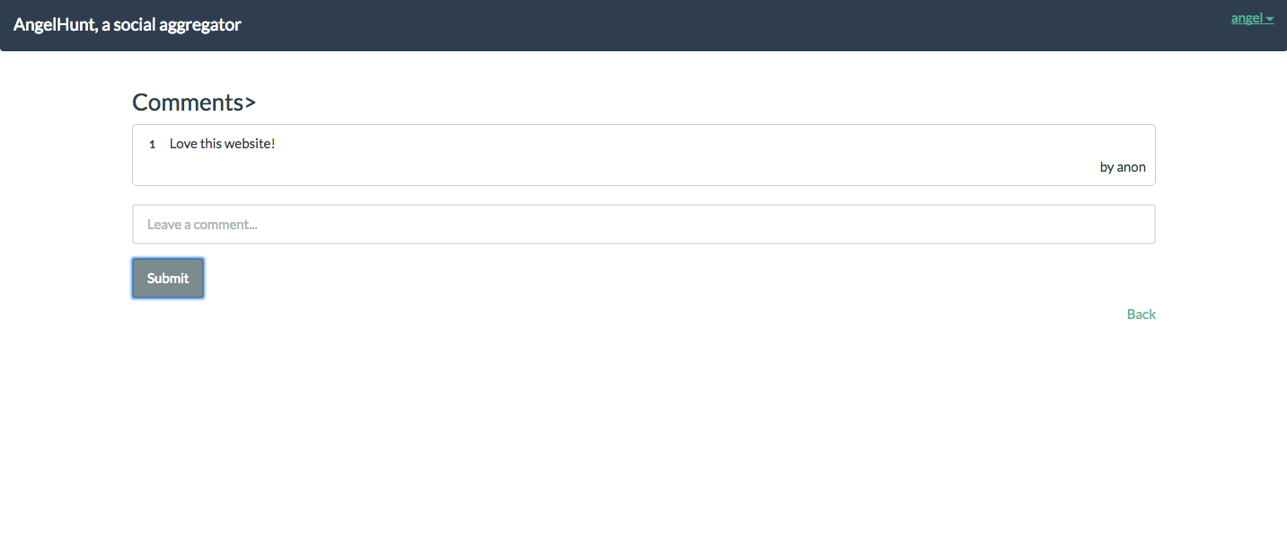 AngelHunt, a social aggregator
angel
Comments>
1 Love this website!
by anon
Leave a comment...
Submit
Back